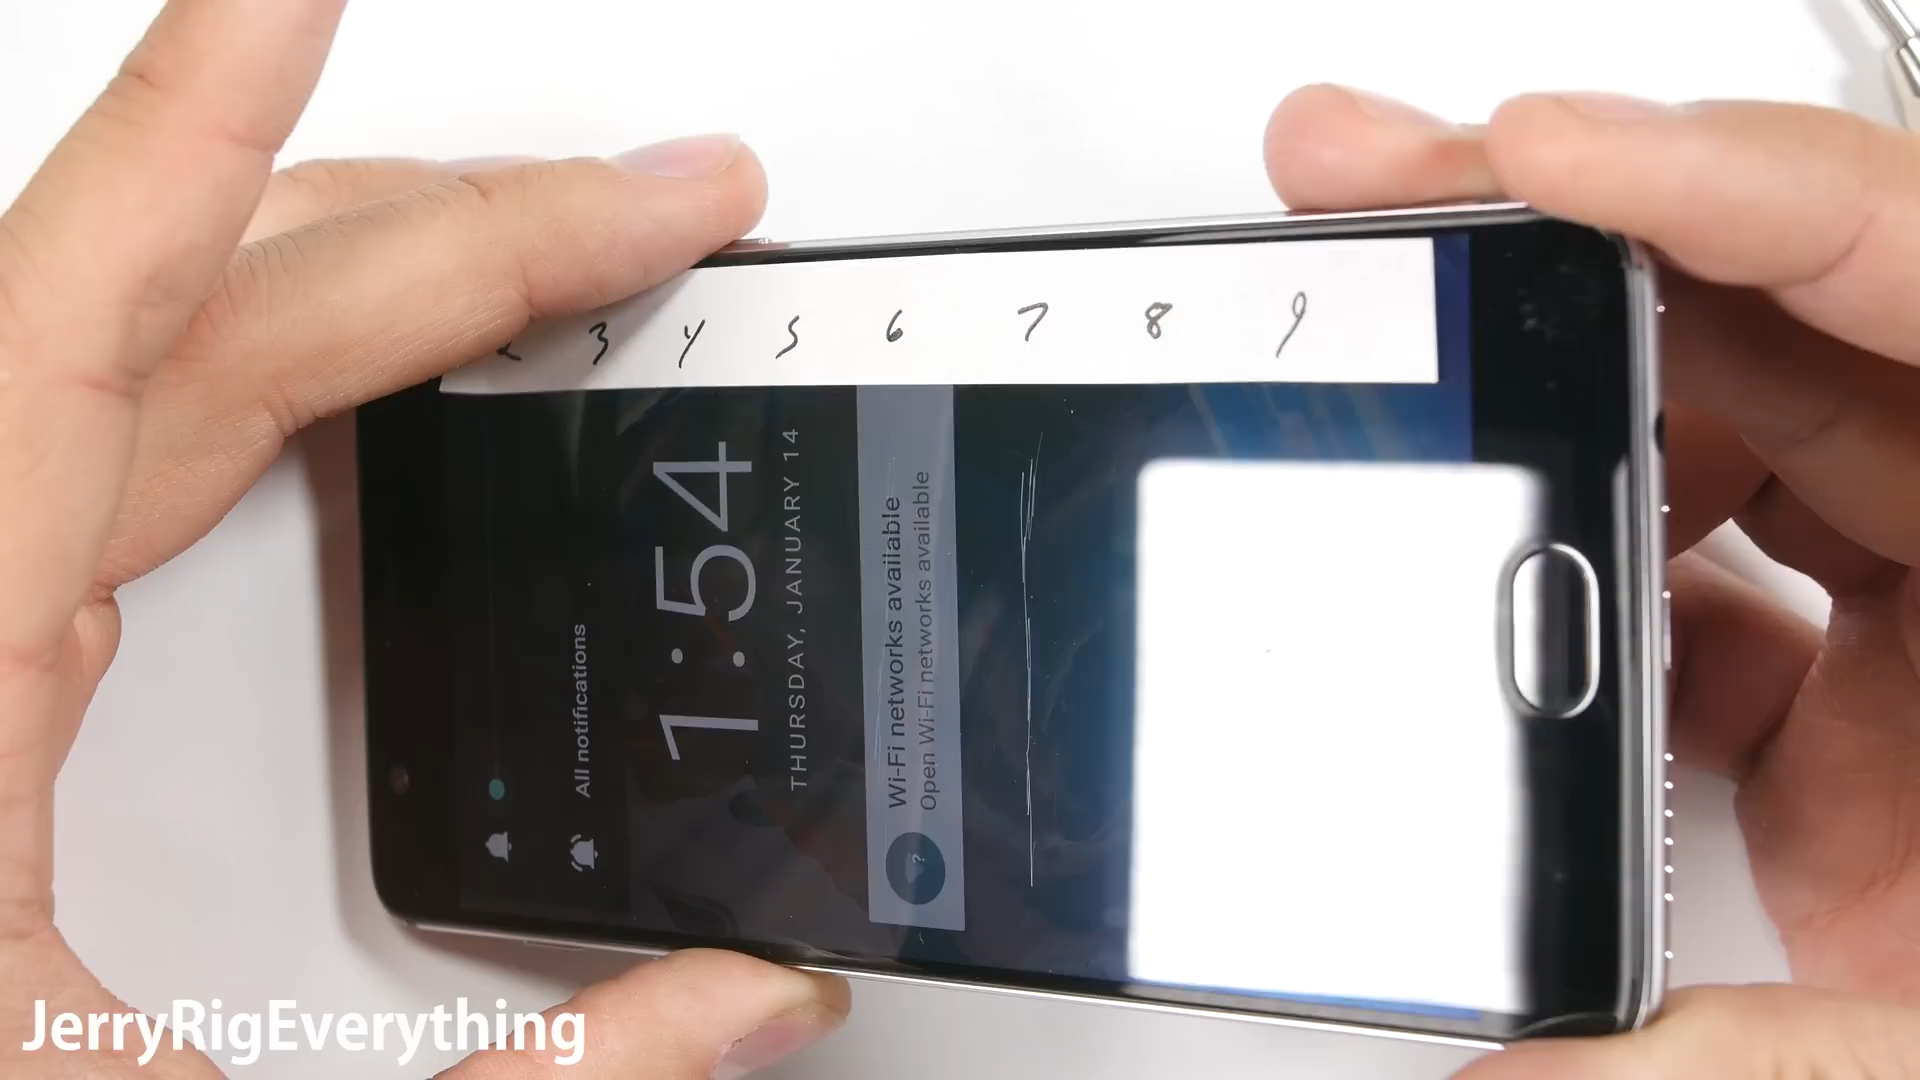 3 4 5 6 7 8 9
All notifications
1:54
THURSDAY, JANUARY 14
Wi-Fi networks available
Open Wi-Fi networks available
?
JerryRigEverything